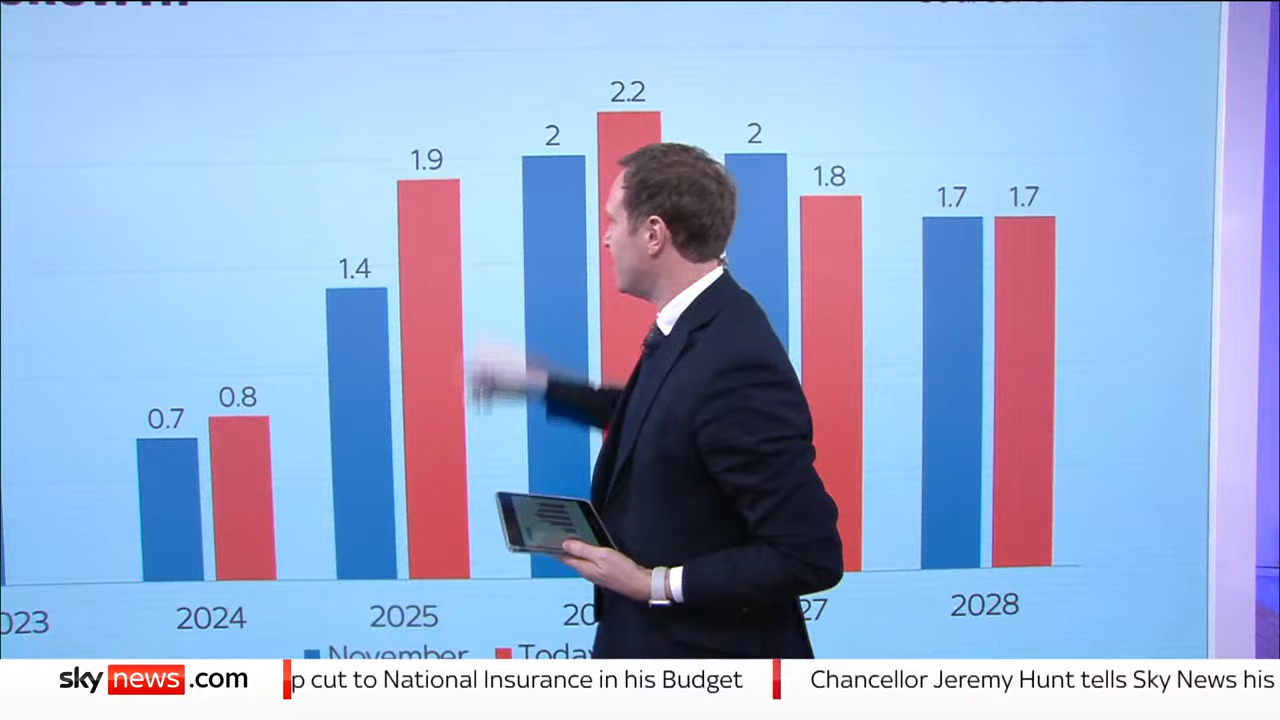 2.2
2
2
1.9
1.8
1.7
1.7
1.4
0.8
0.7
2024
2025
2028
November
Today
sky news.com
cut to National Insurance in his Budget
Chancellor Jeremy Hunt tells Sky News his